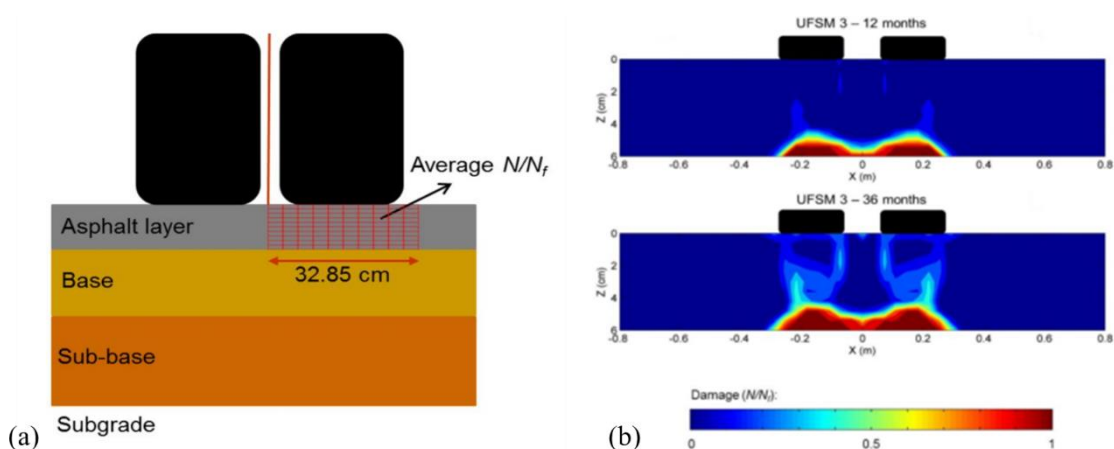 Average N/Nf
Asphalt layer
32.85 cm
Base
Sub-base
Subgrade
(a)
UFSM 3 – 12 months
0
2
4
6
Z (cm)
-0.8 -0.6 -0.4 -0.2 0 0.2 0.4 0.6 0.8
X (m)
UFSM 3 – 36 months
0
2
4
6
Z (cm)
-0.8 -0.6 -0.4 -0.2 0 0.2 0.4 0.6 0.8
X (m)
Damage (N/Nf):
0 0.5 1
(b)